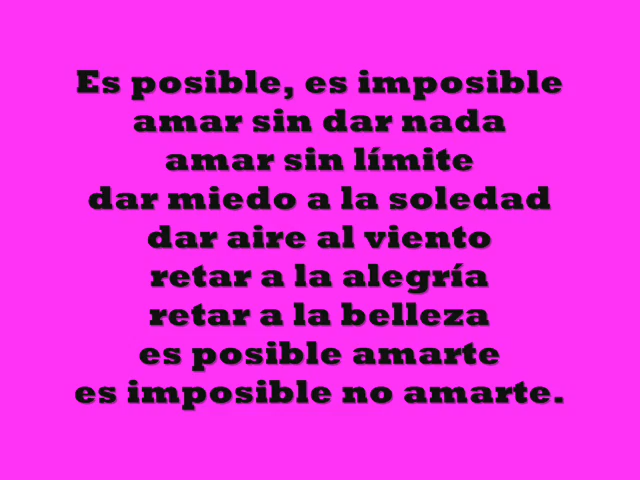 Es posible, es imposible
amar sin dar nada
amar sin límite
dar miedo a la soledad
dar aire al viento
retar a la alegría
retar a la belleza
es posible amarte
es imposible no amarte.